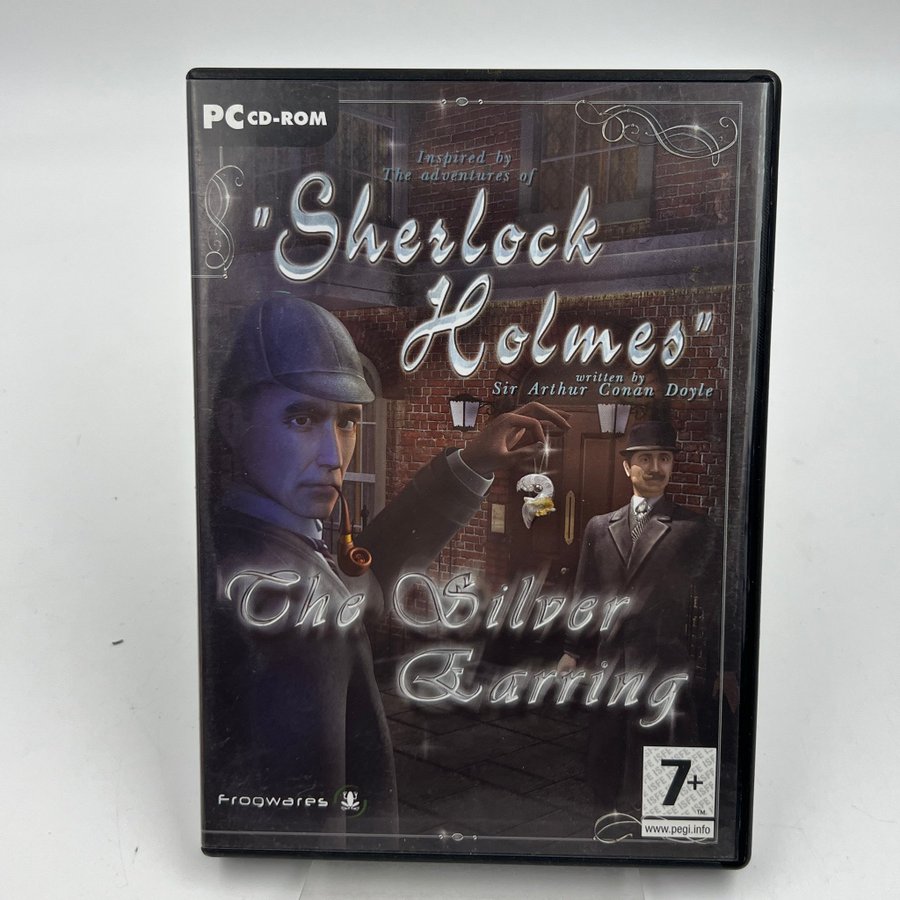 PC CD-ROM
Inspired by
The adventures of
"Sherlock
Holmes"
written by
Sir Arthur Conan Doyle
The Silver
Earring
Frogwares
7+
TM
www.pegi.info